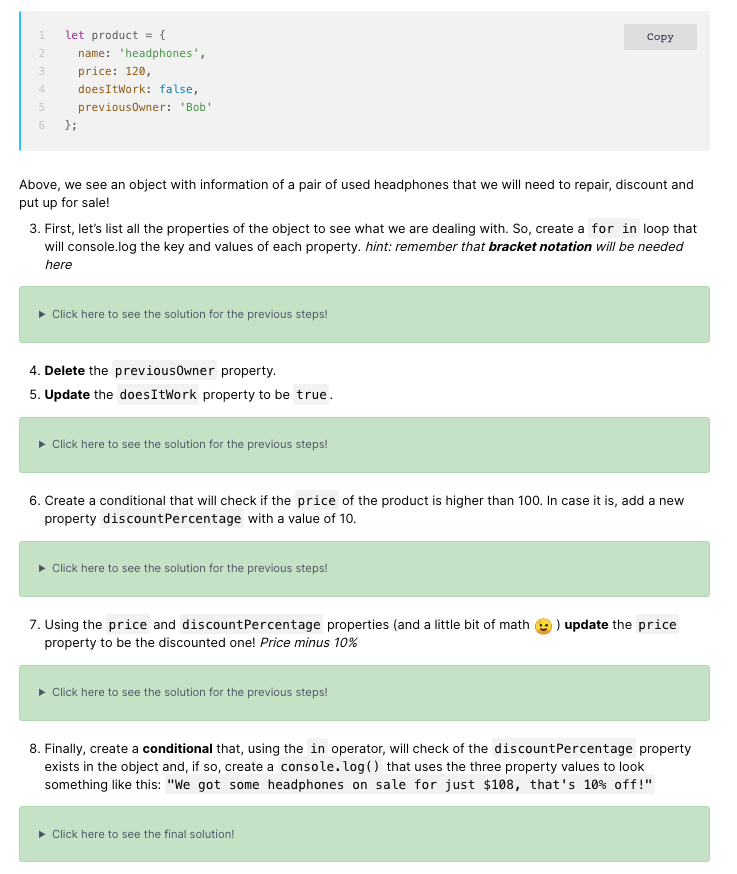 1 let product = {
Copy
2 name: 'headphones',
3 price: 120,
4 doesItWork: false,
5 previousOwner: 'Bob'
6 };
Above, we see an object with information of a pair of used headphones that we will need to repair, discount and
put up for sale!
3. First, let's list all the properties of the object to see what we are dealing with. So, create a for in loop that
will console.log the key and values of each property. hint: remember that bracket notation will be needed
here
▶ Click here to see the solution for the previous steps!
4. Delete the previousOwner property.
5. Update the doesItWork property to be true.
▶ Click here to see the solution for the previous steps!
6. Create a conditional that will check if the price of the product is higher than 100. In case it is, add a new
property discountPercentage with a value of 10.
▶ Click here to see the solution for the previous steps!
7. Using the price and discountPercentage properties (and a little bit of math 😉 ) update the price
property to be the discounted one! Price minus 10%
▶ Click here to see the solution for the previous steps!
8. Finally, create a conditional that, using the in operator, will check of the discountPercentage property
exists in the object and, if so, create a console.log() that uses the three property values to look
something like this: "We got some headphones on sale for just $108, that's 10% off!"
▶ Click here to see the final solution!